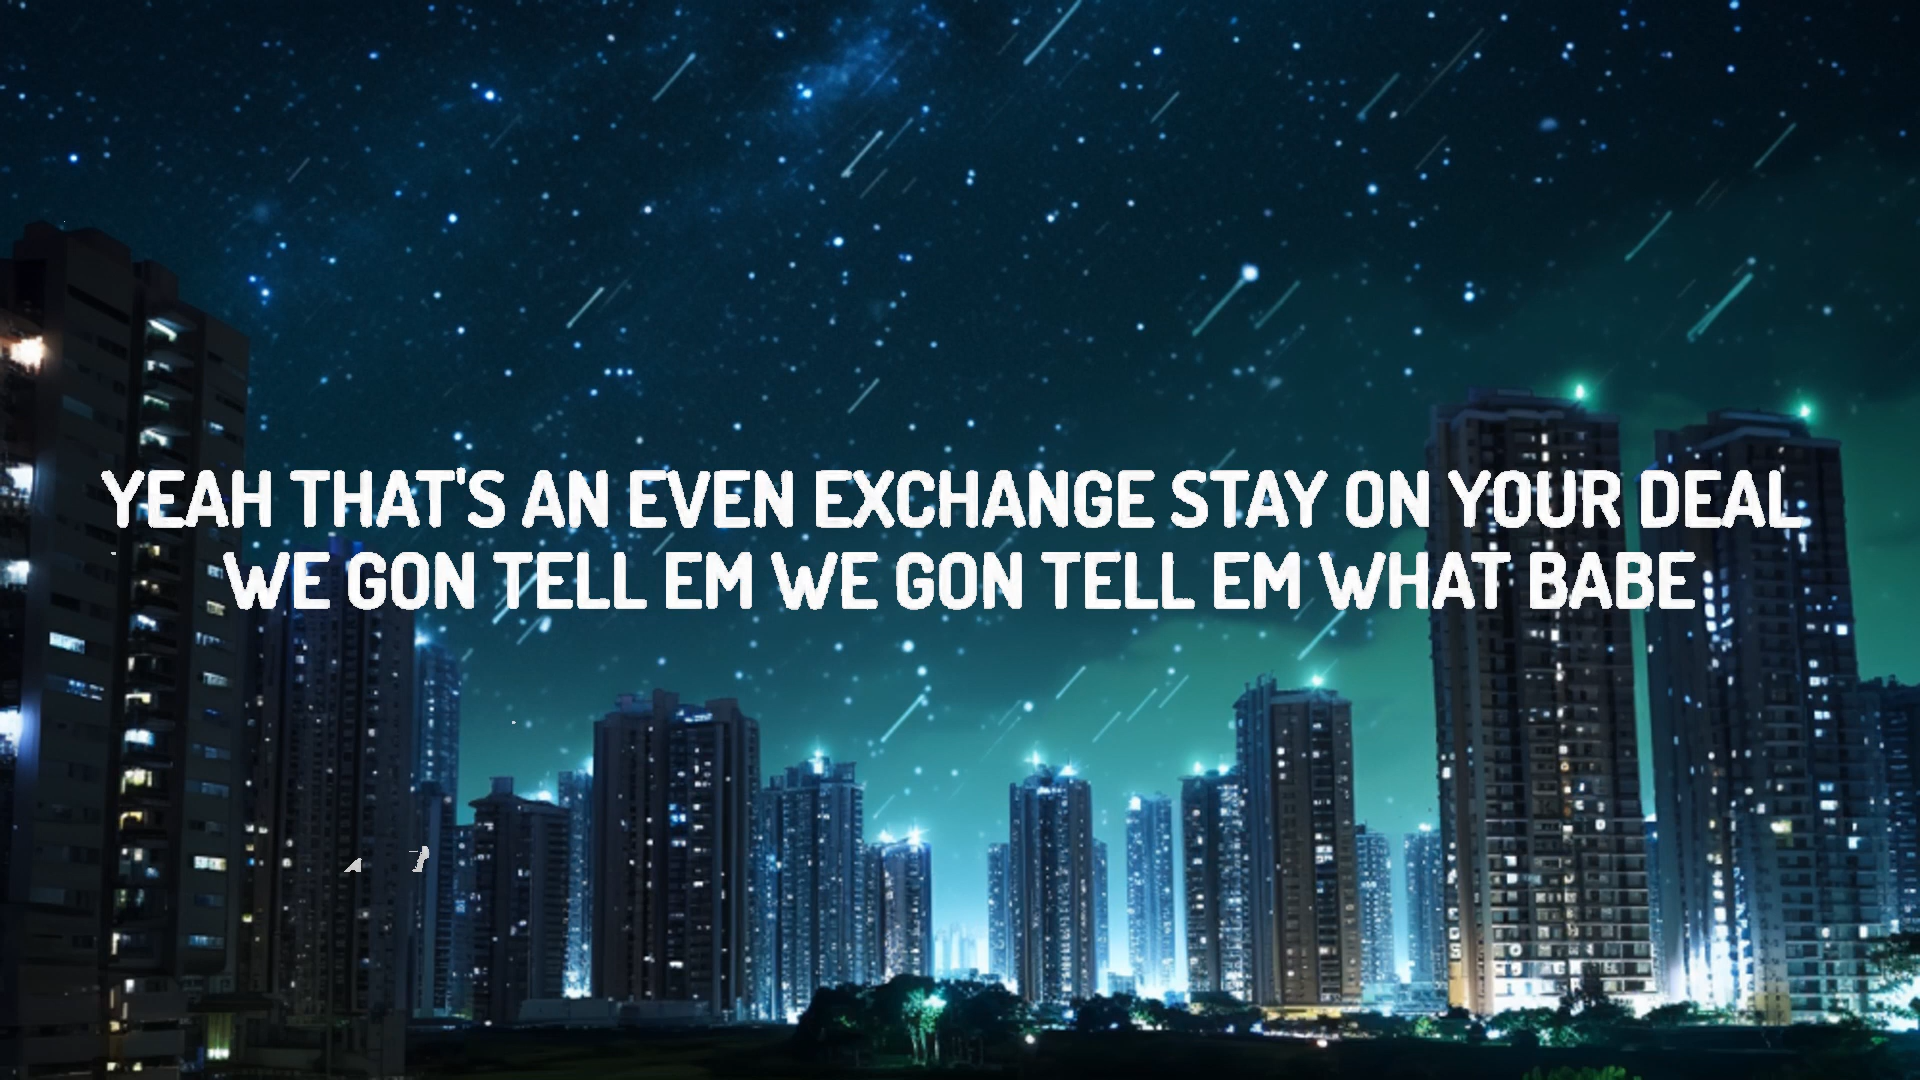 YEAH THAT'S AN EVEN EXCHANGE STAY ON YOUR DEAL
WE GON TELL EM WE GON TELL EM WHAT BABE